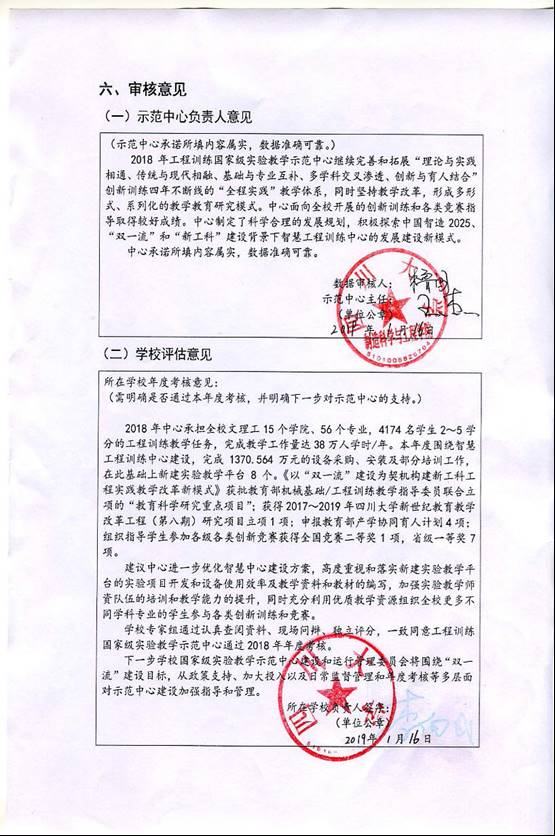 六、审核意见
（一）示范中心负责人意见
（示范中心承诺所填内容属实，数据准确可靠。）
2018 年工程训练国家级实验教学示范中心继续完善和拓展“理论与实践
相通、传统与现代相融、基础与专业互补、多学科交叉渗透、创新与育人结合”
创新训练四年不断线的“全程实践”教学体系，同时坚持教学改革，形成多形
式、系列化的教学教育研究模式。中心面向全校开展的创新训练和各类竞赛指
导取得较好成绩。中心制定了科学合理的发展规划，积极探索中国智造 2025、
“双一流”和“新工科”建设背景下智慧工程训练中心的发展建设新模式。
中心承诺所填内容属实，数据准确可靠。
数据审核人：
示范中心主任：
（单位公章）
年 1月16日
四川大学
制造科学与工程学院
5101005826704
（二）学校评估意见
所在学校年度考核意见：
（需明确是否通过本年度考核，并明确下一步对示范中心的支持。）
2018 年中心承担全校文理工 15 个学院、56 个专业，4174 名学生 2～5 学
分的工程训练教学任务，完成教学工作量达 38 万人学时/年。本年度围绕智慧
工程训练中心建设，完成 1370.564 万元的设备采购、安装及部分培训工作，
在此基础上新建实验教学平台 8 个。《以“双一流”建设为契机构建新工科工
程实践教学改革新模式》获批教育部机械基础/工程训练教学指导委员联合立
项的“教育科学研究重点项目”；获得 2017～2019 年四川大学新世纪教育教学
改革工程（第八期）研究项目立项 1 项；申报教育部产学协同育人计划 4 项；
组织指导学生参加各级各类创新竞赛获得全国竞赛二等奖 1 项，省级一等奖 7
项。
建议中心进一步优化智慧中心建设方案，高度重视和落实新建实验教学平
台的实验项目开发和设备使用效率及教学资料和教材的编写，加强实验教学师
资队伍的培训和教学能力的提升，同时充分利用优质教学资源组织全校更多不
同学科专业的学生参与各类创新训练和竞赛。
学校专家组通过认真查阅资料、现场问辩、独立评分，一致同意工程训练
国家级实验教学示范中心通过 2018 年年度考核。
下一步学校国家级实验教学示范中心建设和运行管理委员会将围绕“双一
流”建设目标，从政策支持、加大投入以及日常监督管理和年度考核等多层面
对示范中心建设加强指导和管理。
所在学校负责人签字：
（单位公章）
2019年 1月16日
四川大学